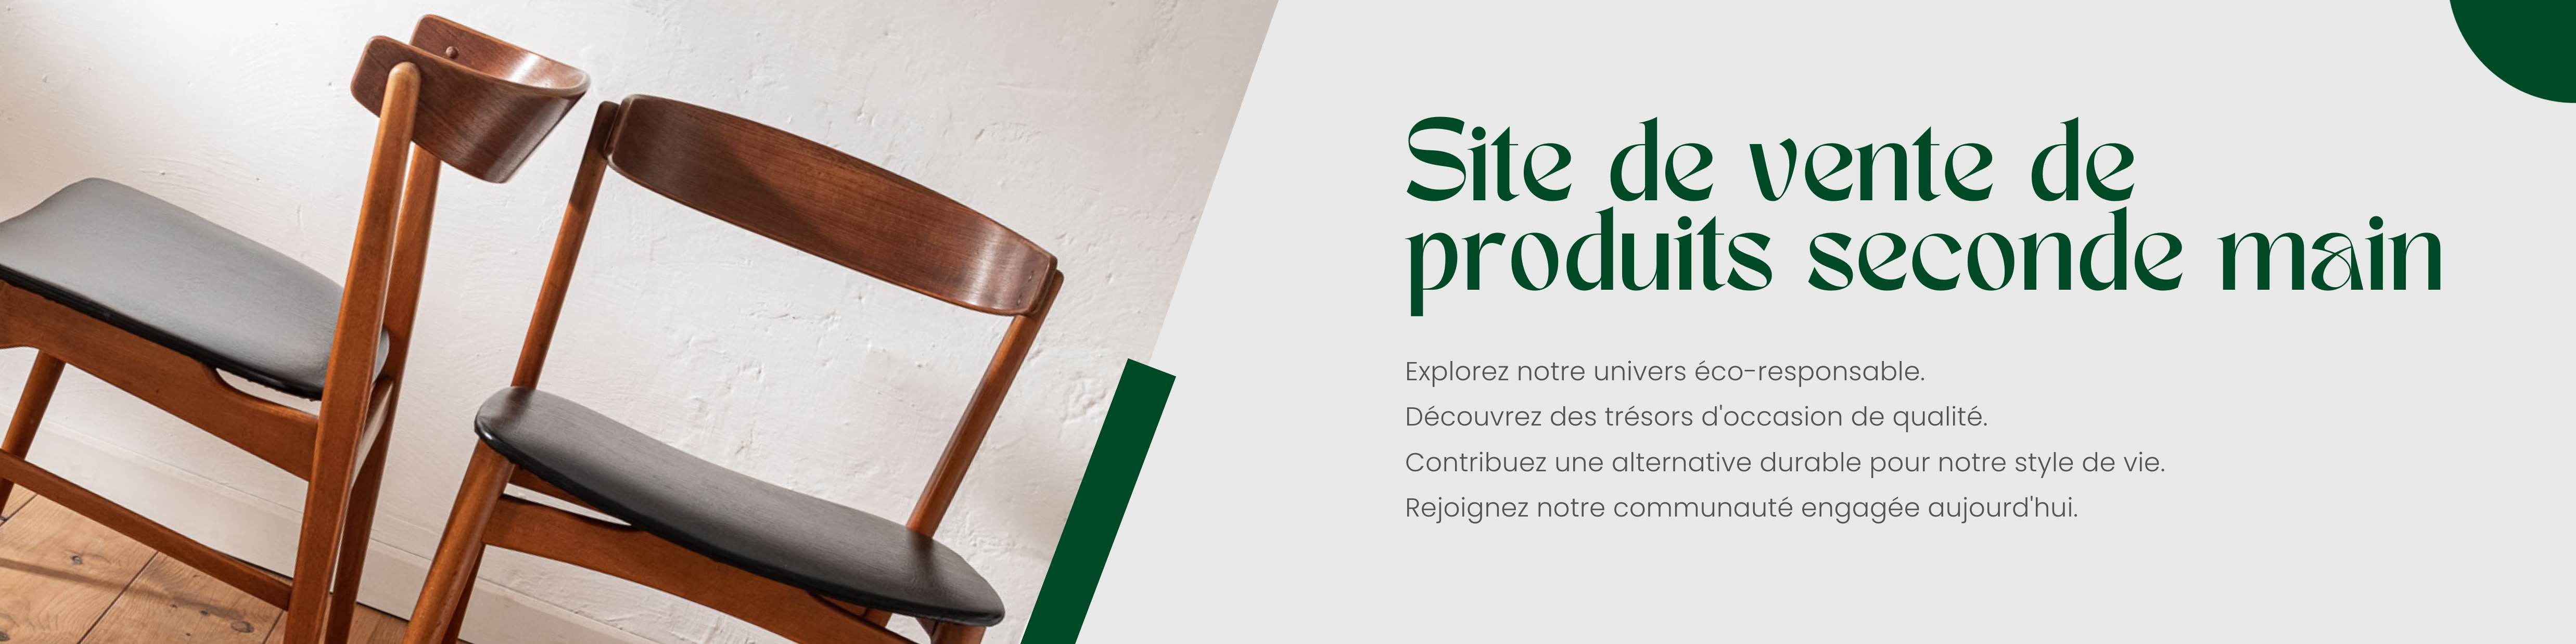 Site de vente de
produits seconde main
Explorez notre univers éco-responsable.
Découvrez des trésors d'occasion de qualité.
Contribuez une alternative durable pour notre style de vie.
Rejoignez notre communauté engagée aujourd'hui.